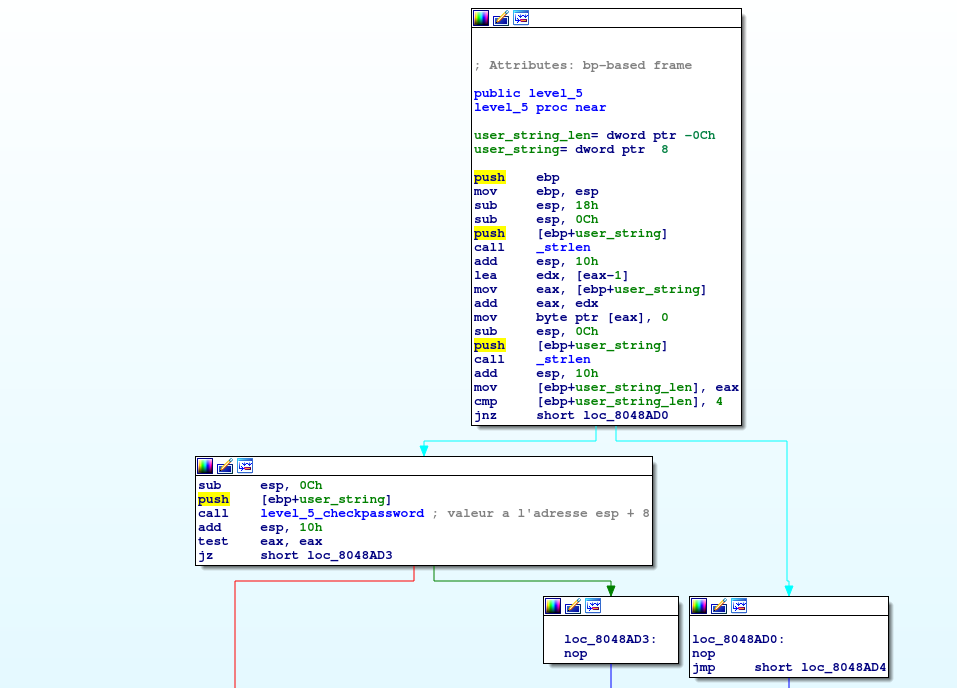 ; Attributes: bp-based frame
public level_5
level_5 proc near
user_string_len= dword ptr -0Ch
user_string= dword ptr  8
push    ebp
mov     ebp, esp
sub     esp, 18h
sub     esp, 0Ch
push    [ebp+user_string]
call    _strlen
add     esp, 10h
lea     edx, [eax-1]
mov     eax, [ebp+user_string]
add     eax, edx
mov     byte ptr [eax], 0
sub     esp, 0Ch
push    [ebp+user_string]
call    _strlen
add     esp, 10h
mov     [ebp+user_string_len], eax
cmp     [ebp+user_string_len], 4
jnz     short loc_8048AD0
sub     esp, 0Ch
push    [ebp+user_string]
call    level_5_checkpassword ; valeur a l'adresse esp + 8
add     esp, 10h
test    eax, eax
jz      short loc_8048AD3
loc_8048AD3:
nop
loc_8048AD0:
nop
jmp     short loc_8048AD4